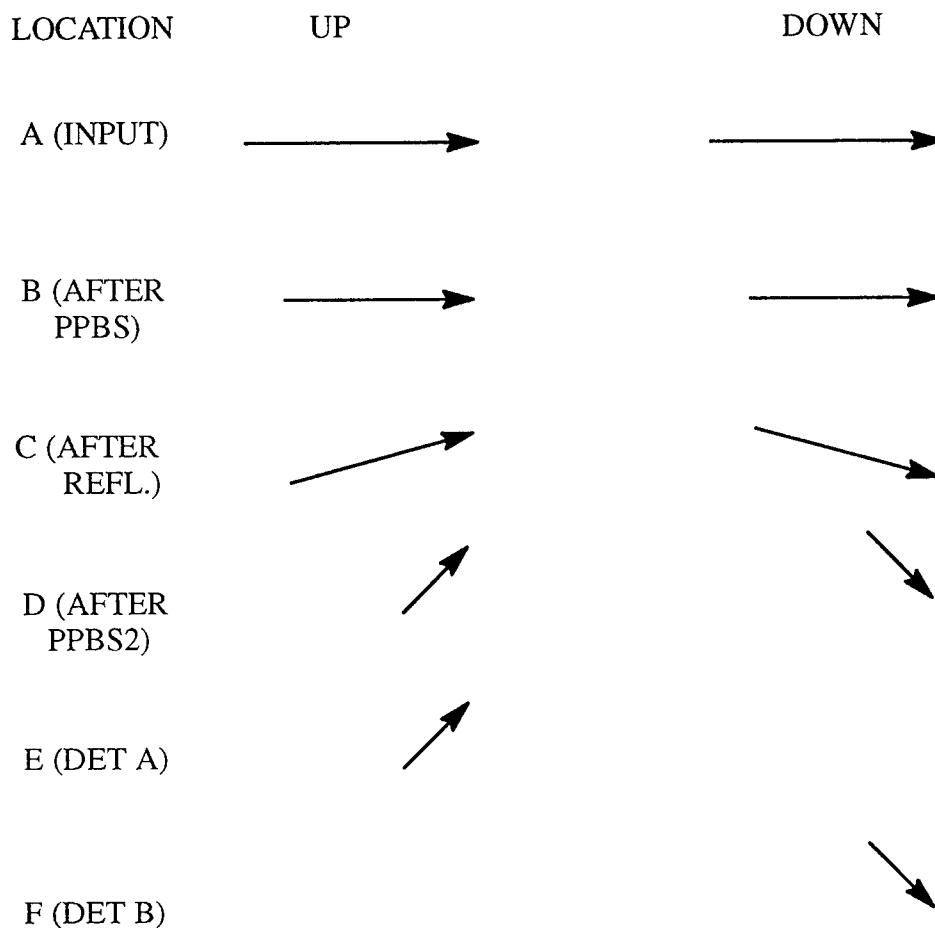 LOCATION UP DOWN
A (INPUT)
B (AFTER
PPBS)
C (AFTER
REFL.)
D (AFTER
PPBS2)
E (DET A)
F (DET B)